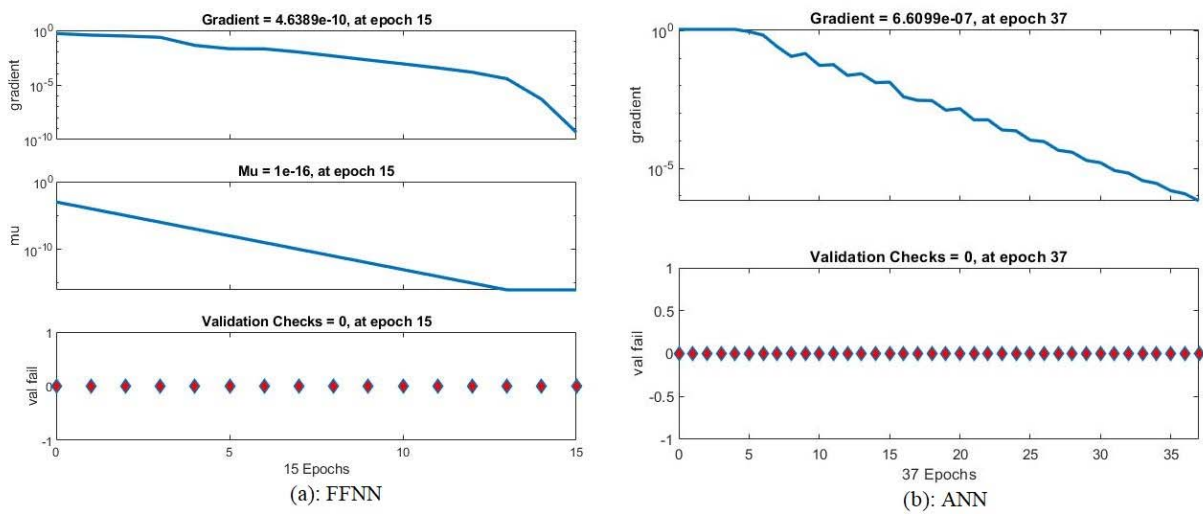 Gradient = 4.6389e-10, at epoch 15
10^0
10^-5
10^-10
gradient
Mu = 1e-16, at epoch 15
10^0
10^-10
mu
Validation Checks = 0, at epoch 15
1
0
-1
val fail
0 5 10 15
15 Epochs
(a): FFNN
Gradient = 6.6099e-07, at epoch 37
10^0
10^-5
gradient
Validation Checks = 0, at epoch 37
1
0.5
0
-0.5
-1
val fail
0 5 10 15 20 25 30 35
37 Epochs
(b): ANN